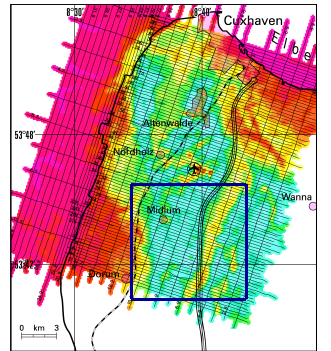 8°30'
8°40'
Cuxhaven
Elbe
Altenwalde
53°48'
Nordholz
Wanna
Midlum
53°42'
Dorum
0 km 3